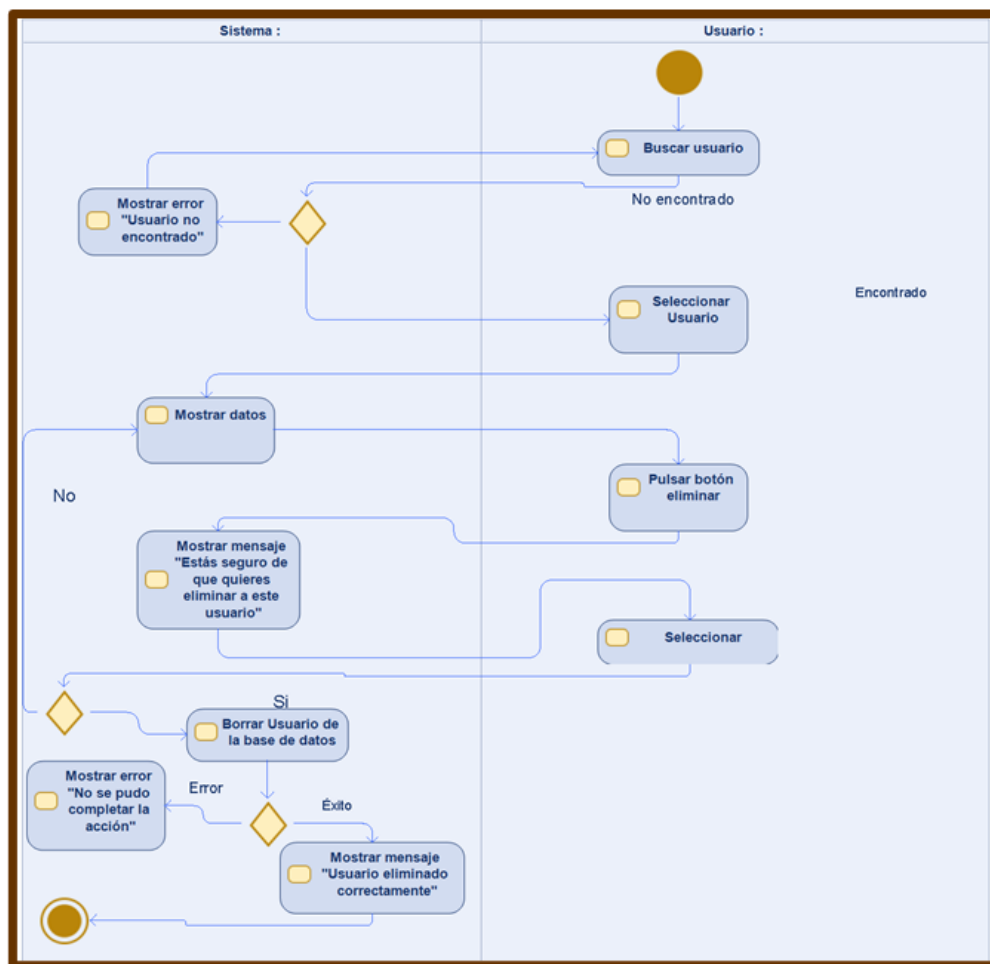 Sistema :
Usuario :
Buscar usuario
Mostrar error
"Usuario no
encontrado"
No encontrado
Seleccionar
Usuario
Encontrado
Mostrar datos
No
Pulsar botón
eliminar
Mostrar mensaje
"Estás seguro de
que quieres
eliminar a este
usuario"
Seleccionar
Si
Borrar Usuario de
la base de datos
Mostrar error
"No se pudo
completar la
acción"
Error
Éxito
Mostrar mensaje
"Usuario eliminado
correctamente"